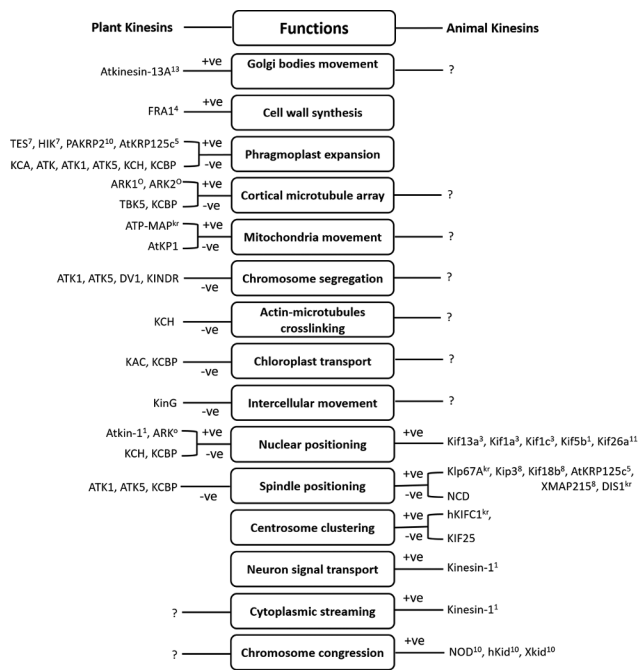 Plant Kinesins Functions Animal Kinesins
Atkinesin-13A¹³ +ve Golgi bodies movement ?
FRA1⁴ +ve Cell wall synthesis
TES⁷, HIK⁷, PAKRP2¹⁰, AtKRP125c⁵ +ve
Phragmoplast expansion
KCA, ATK, ATK1, ATK5, KCH, KCBP -ve
ARK1ᴼ, ARK2ᴼ +ve
Cortical microtubule array ?
TBK5, KCBP -ve
ATP-MAPᵏʳ +ve
Mitochondria movement ?
AtKP1 -ve
ATK1, ATK5, DV1, KINDR -ve Chromosome segregation ?
Actin-microtubules
KCH -ve crosslinking ?
KAC, KCBP -ve Chloroplast transport ?
KinG -ve Intercellular movement ?
Atkin-1¹, ARKᵒ +ve
Nuclear positioning +ve Kif13a³, Kif1a³, Kif1c³, Kif5b¹, Kif26a¹¹
KCH, KCBP -ve
+ve Klp67Aᵏʳ, Kip3⁸, Kif18b⁸, AtKRP125c⁵,
ATK1, ATK5, KCBP -ve Spindle positioning XMAP215⁸, DIS1ᵏʳ
-ve NCD
+ve hKIFC1ᵏʳ,
Centrosome clustering
-ve KIF25
Neuron signal transport +ve Kinesin-1¹
? Cytoplasmic streaming +ve Kinesin-1¹
? Chromosome congression +ve NOD¹⁰, hKid¹⁰, Xkid¹⁰